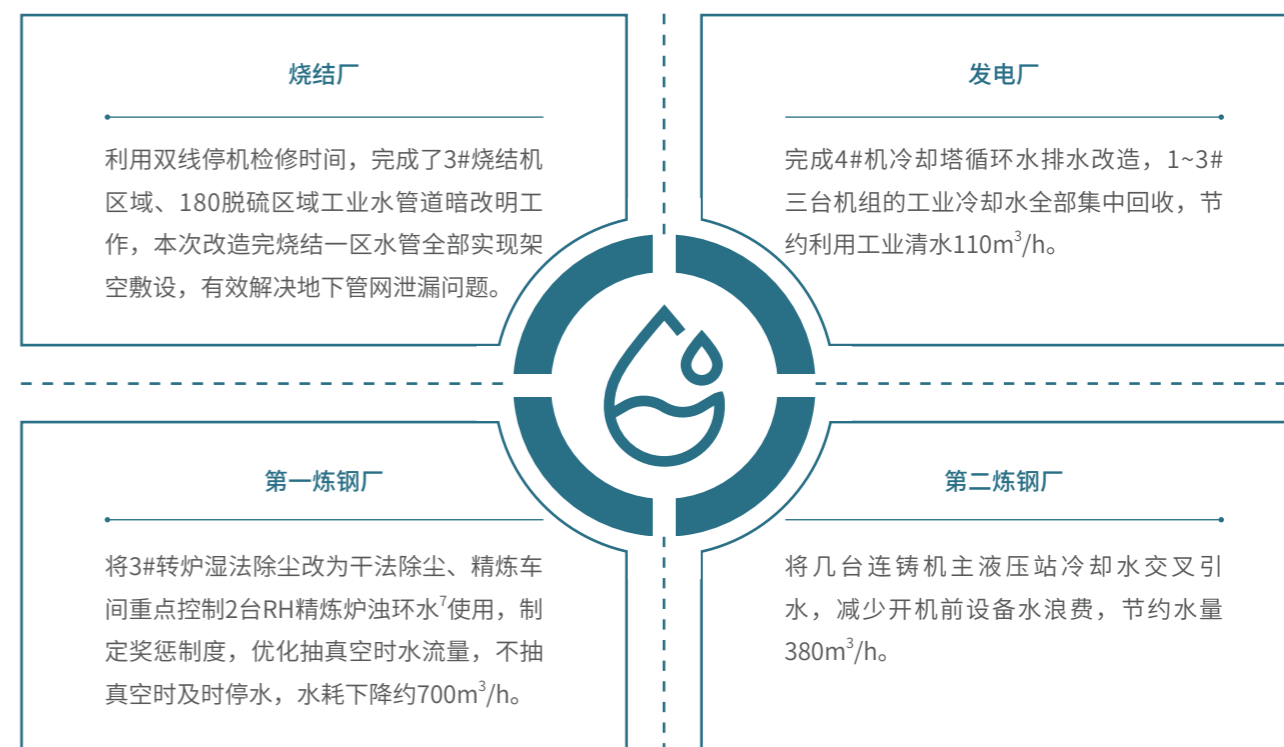 烧结厂
利用双线停机检修时间，完成了3#烧结机
区域、180脱硫区域工业水管道暗改明工
作，本次改造完烧结一区水管全部实现架
空敷设，有效解决地下管网泄漏问题。
发电厂
完成4#机冷却塔循环水排水改造，1~3#
三台机组的工业冷却水全部集中回收，节
约利用工业清水110m³/h。
第一炼钢厂
将3#转炉湿法除尘改为干法除尘、精炼车
间重点控制2台RH精炼炉浊环水⁷使用，制
定奖惩制度，优化抽真空时水流量，不抽
真空时及时停水，水耗下降约700m³/h。
第二炼钢厂
将几台连铸机主液压站冷却水交叉引
水，减少开机前设备水浪费，节约水量
380m³/h。